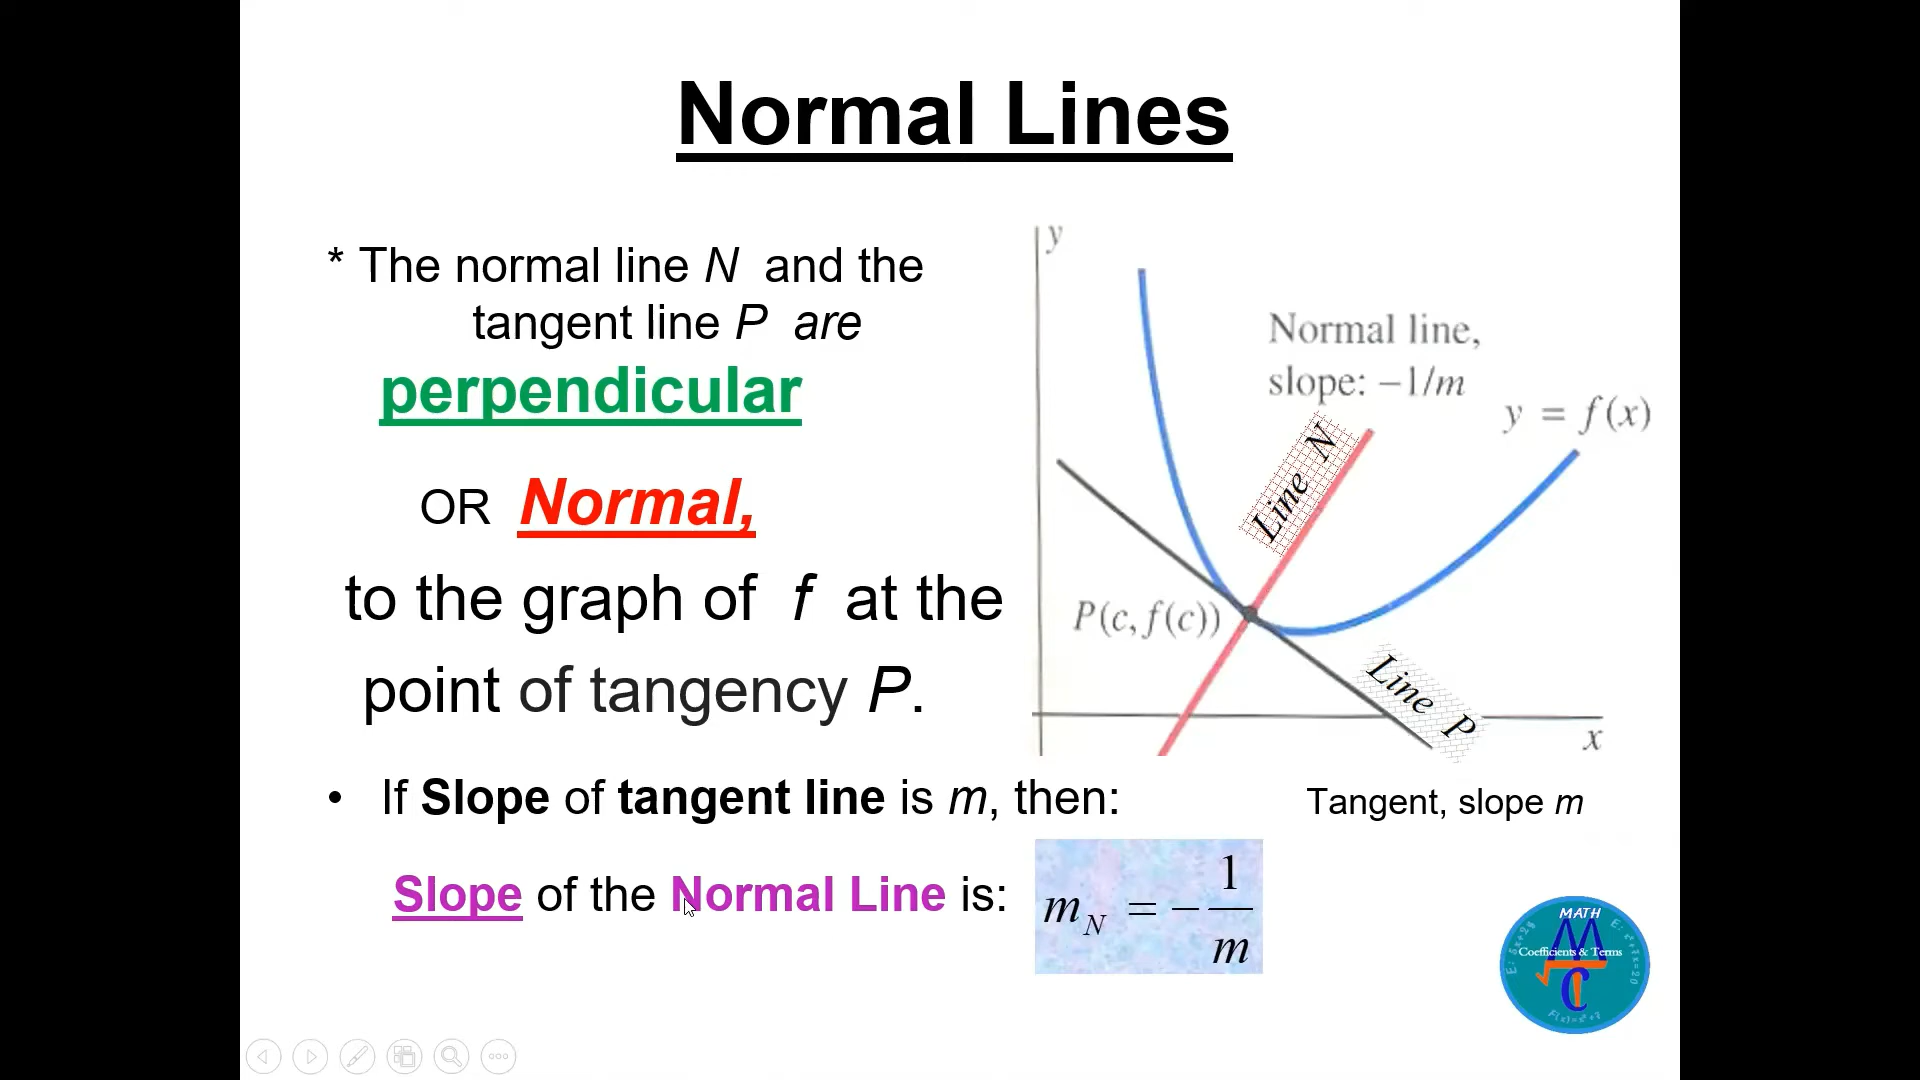 Normal Lines
* The normal line N and the
tangent line P are
perpendicular
OR Normal,
to the graph of f at the
point of tangency P.
y
Normal line,
slope: −1/m
y = f(x)
Line N
P(c, f(c))
Line P
x
• If Slope of tangent line is m, then:
Tangent, slope m
Slope of the Normal Line is:
m_N = − 1/m
MATH
Coefficients & Terms